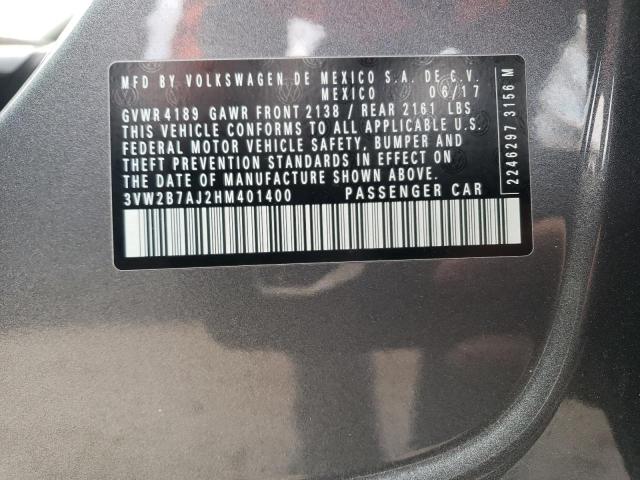 MFD BY VOLKSWAGEN DE MEXICO S.A. DE C.V.
MEXICO 06/17
GVWR 4189 GAWR FRONT 2138 / REAR 2161 LBS
THIS VEHICLE CONFORMS TO ALL APPLICABLE U.S.
FEDERAL MOTOR VEHICLE SAFETY, BUMPER AND
THEFT PREVENTION STANDARDS IN EFFECT ON
THE DATE OF MANUFACTURE SHOWN ABOVE.
3VW2B7AJ2HM401400 PASSENGER CAR
2246297 3156 M